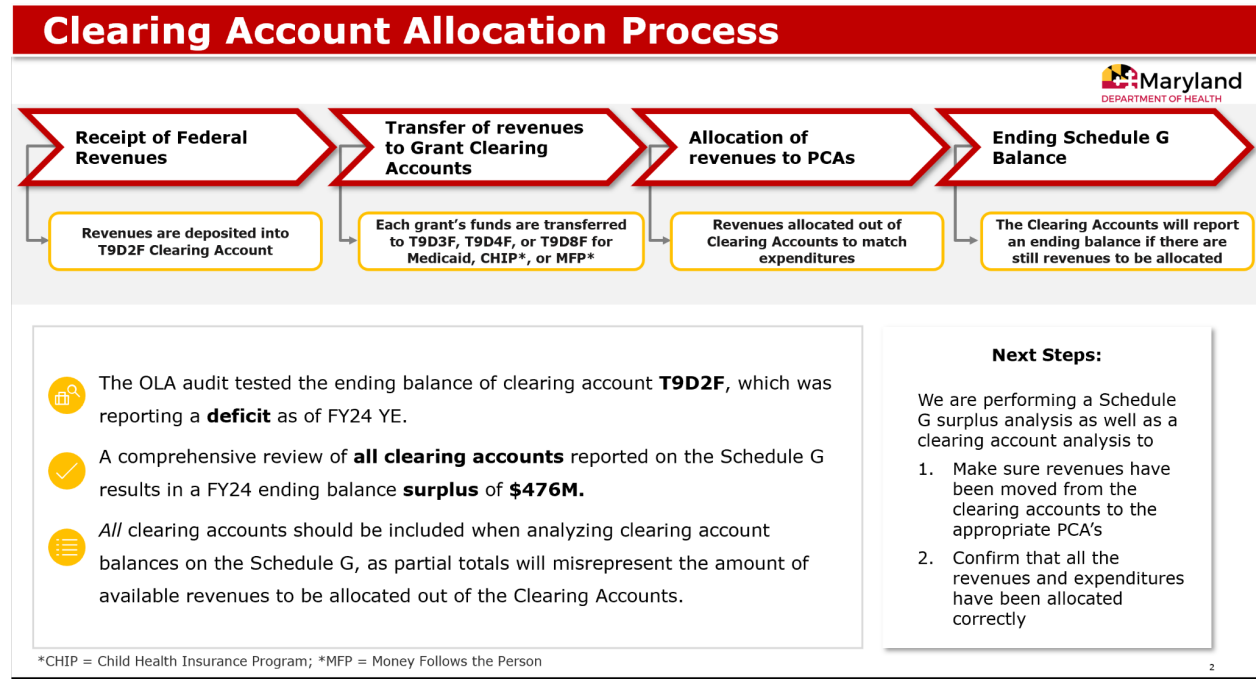 Clearing Account Allocation Process
Maryland
DEPARTMENT OF HEALTH
Receipt of Federal
Revenues
Transfer of revenues
to Grant Clearing
Accounts
Allocation of
revenues to PCAs
Ending Schedule G
Balance
Revenues are deposited into
T9D2F Clearing Account
Each grant's funds are transferred
to T9D3F, T9D4F, or T9D8F for
Medicaid, CHIP*, or MFP*
Revenues allocated out of
Clearing Accounts to match
expenditures
The Clearing Accounts will report
an ending balance if there are
still revenues to be allocated
The OLA audit tested the ending balance of clearing account T9D2F, which was
reporting a deficit as of FY24 YE.
A comprehensive review of all clearing accounts reported on the Schedule G
results in a FY24 ending balance surplus of $476M.
All clearing accounts should be included when analyzing clearing account
balances on the Schedule G, as partial totals will misrepresent the amount of
available revenues to be allocated out of the Clearing Accounts.
Next Steps:
We are performing a Schedule
G surplus analysis as well as a
clearing account analysis to
1. Make sure revenues have
been moved from the
clearing accounts to the
appropriate PCA's
2. Confirm that all the
revenues and expenditures
have been allocated
correctly
*CHIP = Child Health Insurance Program; *MFP = Money Follows the Person
2